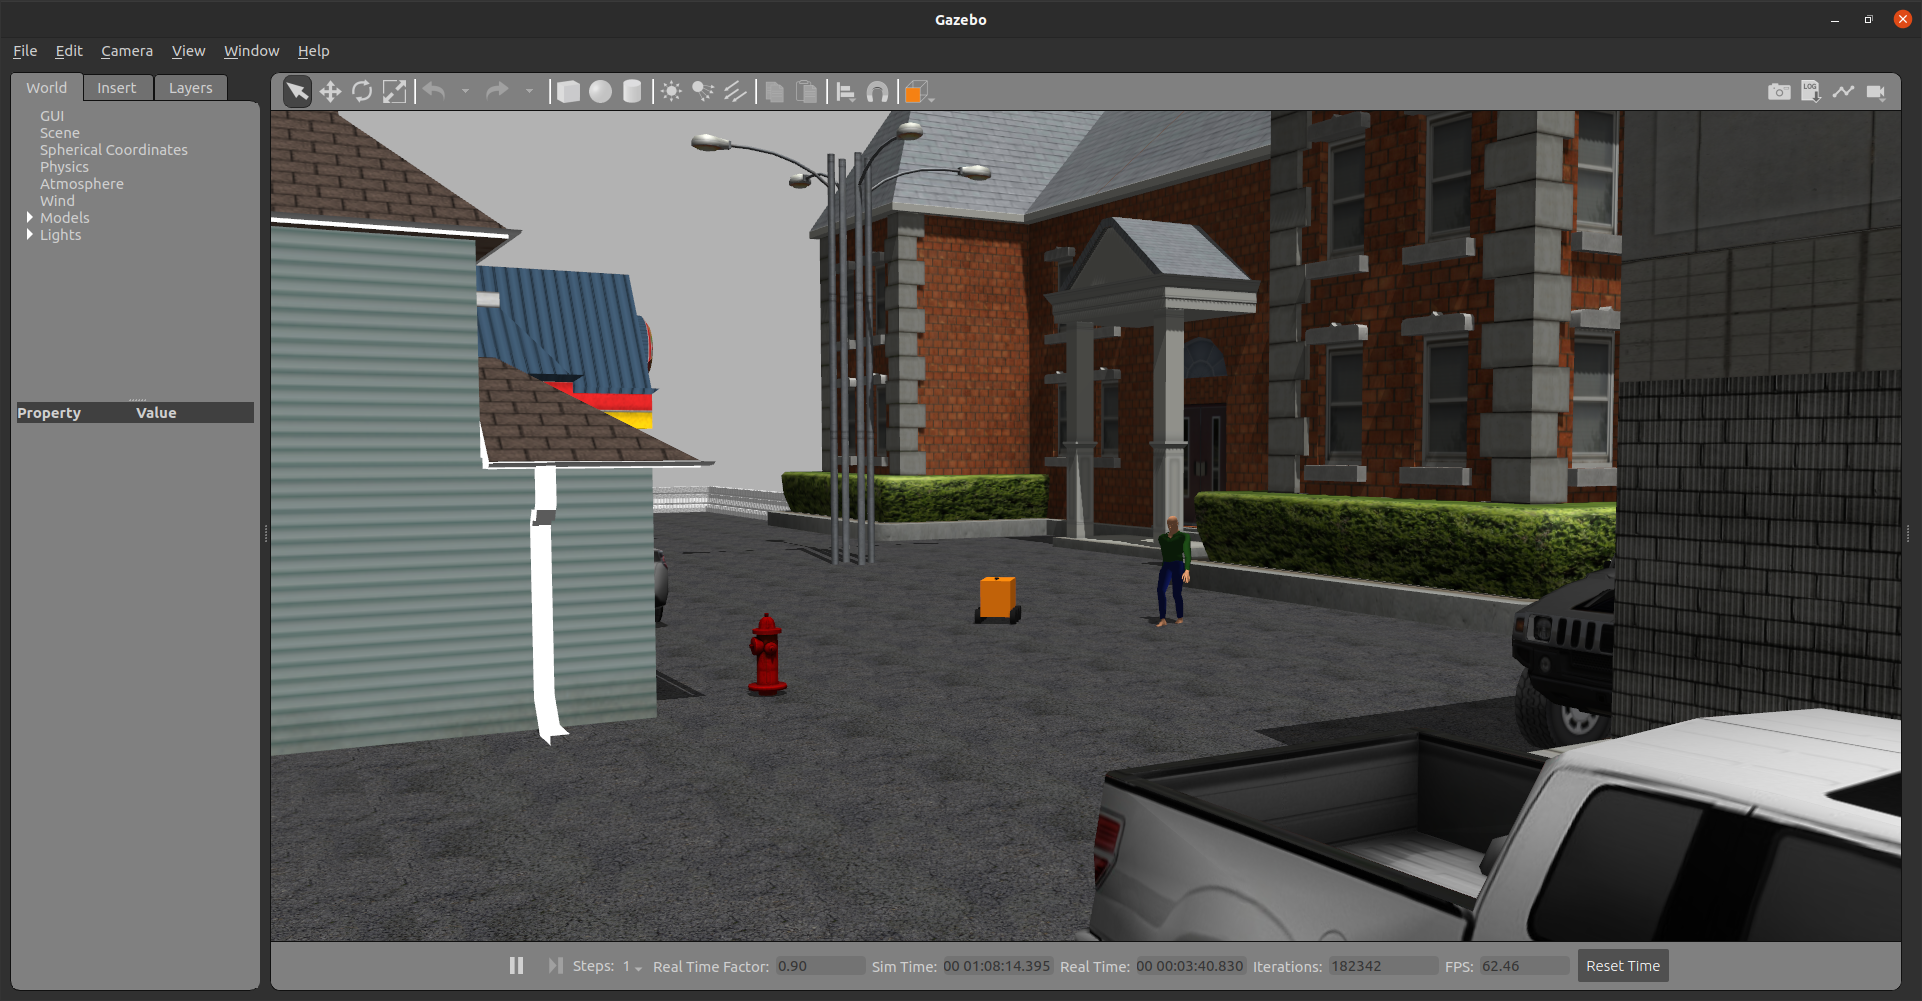 Gazebo
File Edit Camera View Window Help
World Insert Layers
LOG
GUI
Scene
Spherical Coordinates
Physics
Atmosphere
Wind
Models
Lights
Property Value
Steps: 1 Real Time Factor: 0.90 Sim Time: 00 01:08:14.395 Real Time: 00 00:03:40.830 Iterations: 182342 FPS: 62.46 Reset Time